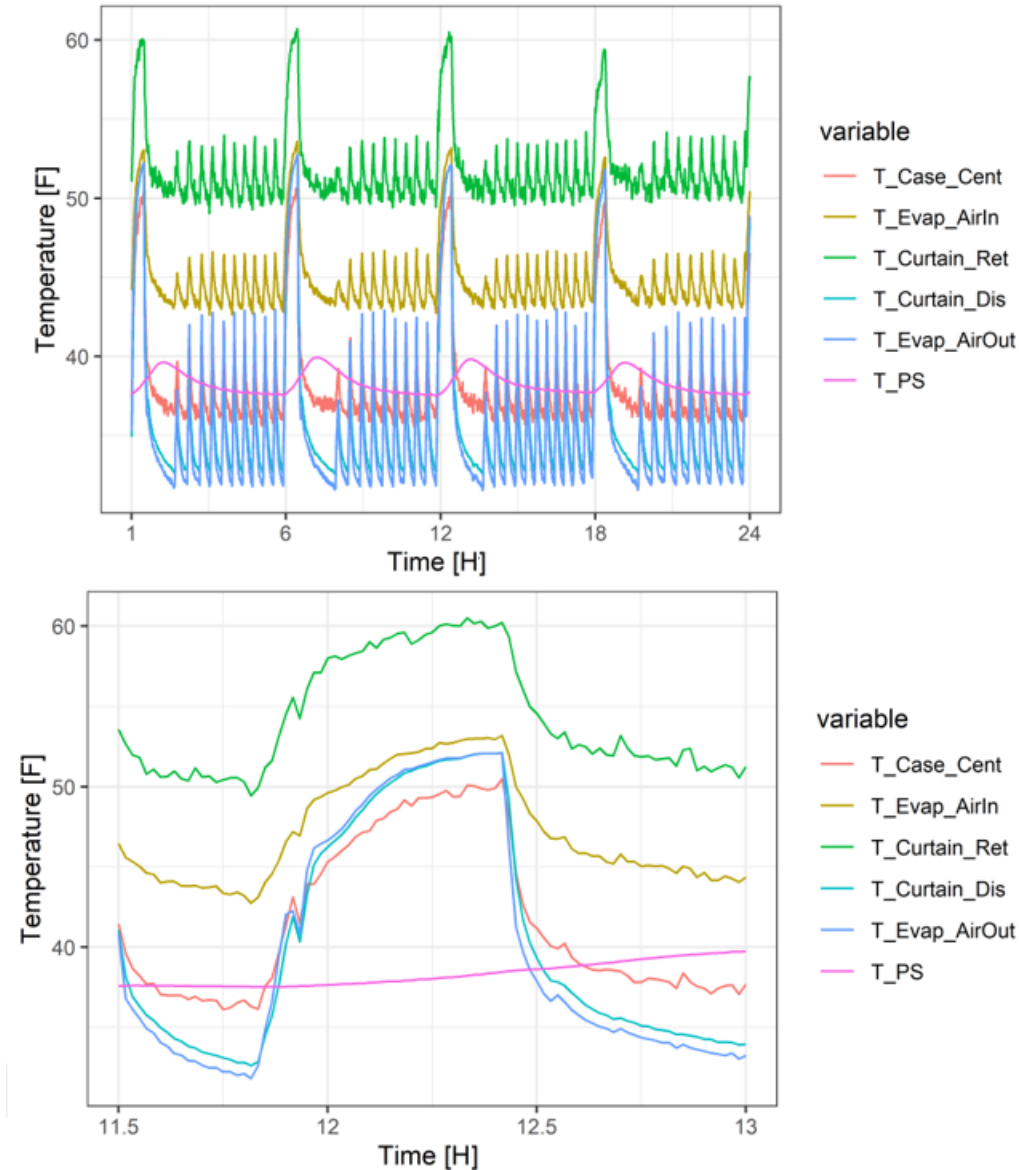 60
50
40
Temperature [F]
1
6
12
18
24
Time [H]
variable
T_Case_Cent
T_Evap_AirIn
T_Curtain_Ret
T_Curtain_Dis
T_Evap_AirOut
T_PS
60
50
40
Temperature [F]
11.5
12
12.5
13
Time [H]
variable
T_Case_Cent
T_Evap_AirIn
T_Curtain_Ret
T_Curtain_Dis
T_Evap_AirOut
T_PS